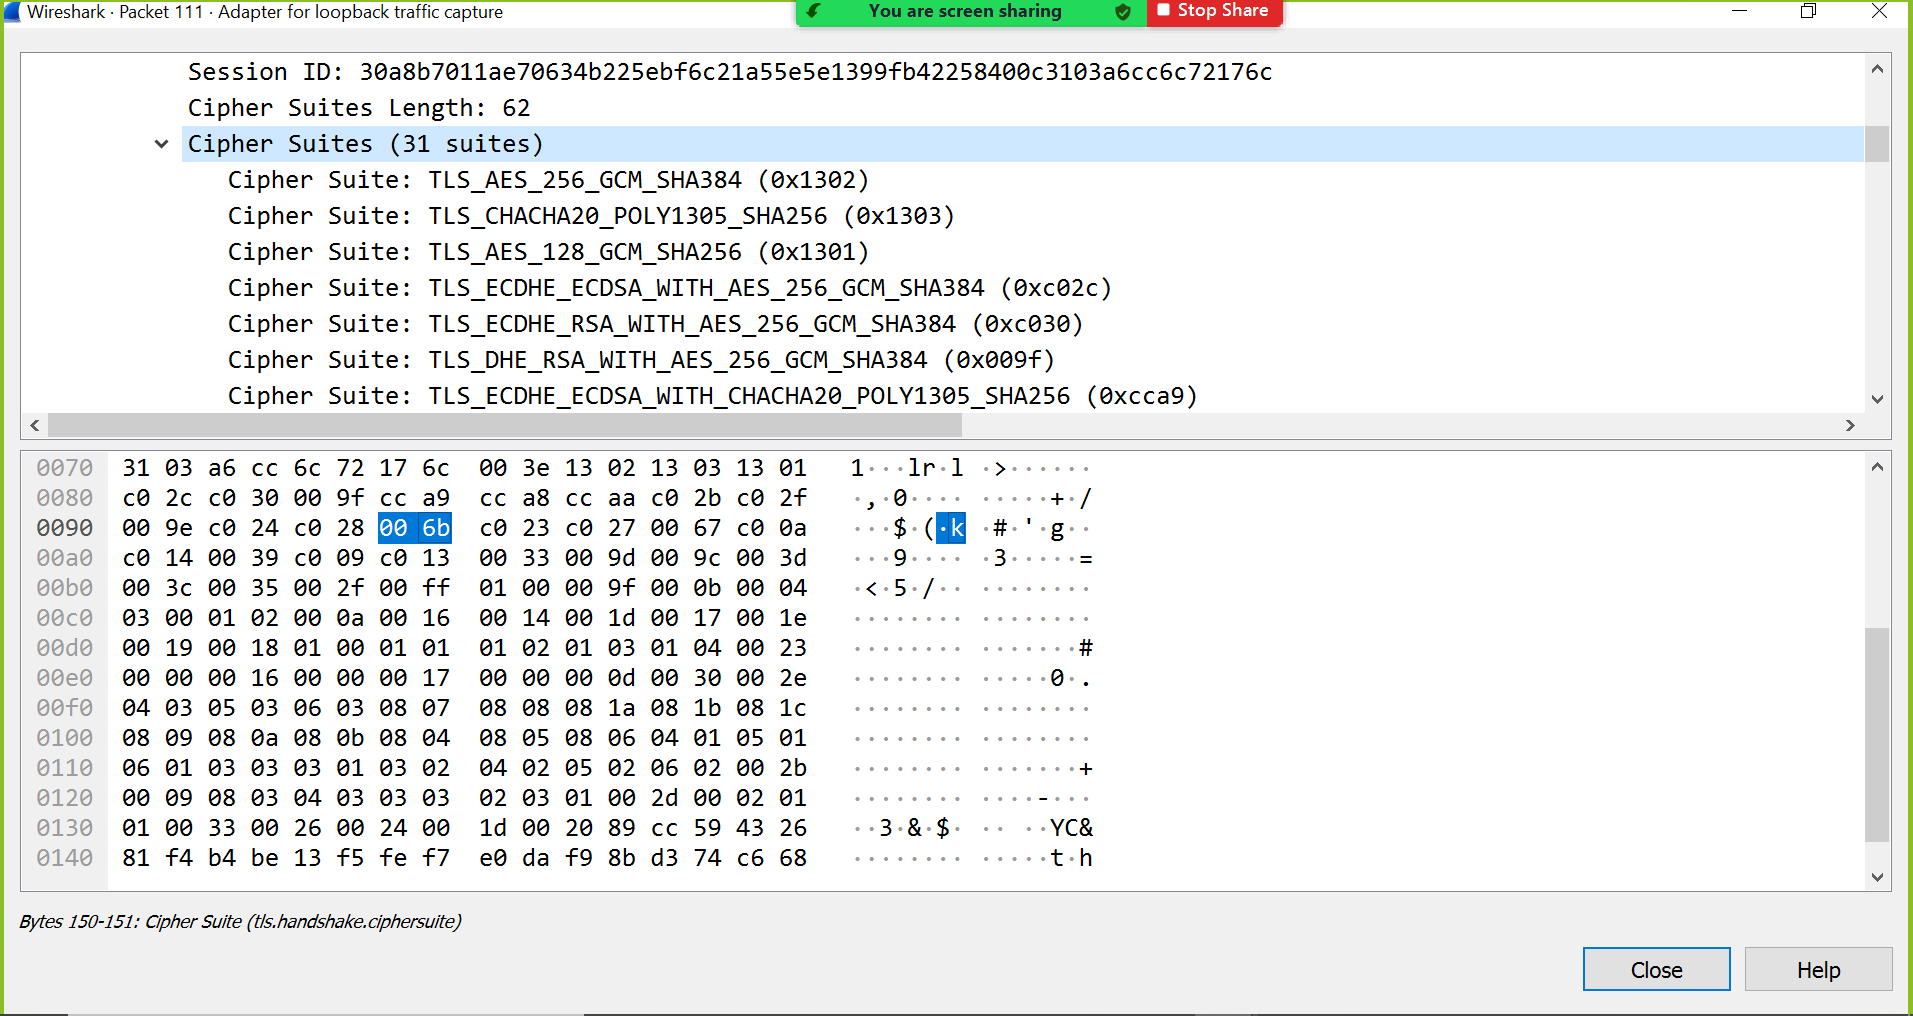 Wireshark · Packet 111 · Adapter for loopback traffic capture
You are screen sharing
Stop Share
Session ID: 30a8b7011ae70634b225ebf6c21a55e5e1399fb42258400c3103a6cc6c72176c
Cipher Suites Length: 62
Cipher Suites (31 suites)
Cipher Suite: TLS_AES_256_GCM_SHA384 (0x1302)
Cipher Suite: TLS_CHACHA20_POLY1305_SHA256 (0x1303)
Cipher Suite: TLS_AES_128_GCM_SHA256 (0x1301)
Cipher Suite: TLS_ECDHE_ECDSA_WITH_AES_256_GCM_SHA384 (0xc02c)
Cipher Suite: TLS_ECDHE_RSA_WITH_AES_256_GCM_SHA384 (0xc030)
Cipher Suite: TLS_DHE_RSA_WITH_AES_256_GCM_SHA384 (0x009f)
Cipher Suite: TLS_ECDHE_ECDSA_WITH_CHACHA20_POLY1305_SHA256 (0xcca9)
0070 31 03 a6 cc 6c 72 17 6c 00 3e 13 02 13 03 13 01 1···lr·l ·>······
0080 c0 2c c0 30 00 9f cc a9 cc a8 cc aa c0 2b c0 2f ·,·0···· ·····+·/
0090 00 9e c0 24 c0 28 00 6b c0 23 c0 27 00 67 c0 0a ···$·(·k ·#·'·g··
00a0 c0 14 00 39 c0 09 c0 13 00 33 00 9d 00 9c 00 3d ···9···· ·3·····=
00b0 00 3c 00 35 00 2f 00 ff 01 00 00 9f 00 0b 00 04 ·<·5·/·· ········
00c0 03 00 01 02 00 0a 00 16 00 14 00 1d 00 17 00 1e ········ ········
00d0 00 19 00 18 01 00 01 01 01 02 01 03 01 04 00 23 ········ ·······#
00e0 00 00 00 16 00 00 00 17 00 00 00 0d 00 30 00 2e ········ ·····0·.
00f0 04 03 05 03 06 03 08 07 08 08 08 1a 08 1b 08 1c ········ ········
0100 08 09 08 0a 08 0b 08 04 08 05 08 06 04 01 05 01 ········ ········
0110 06 01 03 03 03 01 03 02 04 02 05 02 06 02 00 2b ········ ·······+
0120 00 09 08 03 04 03 03 03 02 03 01 00 2d 00 02 01 ········ ····-···
0130 01 00 33 00 26 00 24 00 1d 00 20 89 cc 59 43 26 ··3·&·$· ·· ··YC&
0140 81 f4 b4 be 13 f5 fe f7 e0 da f9 8b d3 74 c6 68 ········ ·····t·h
Bytes 150-151: Cipher Suite (tls.handshake.ciphersuite)
Close
Help